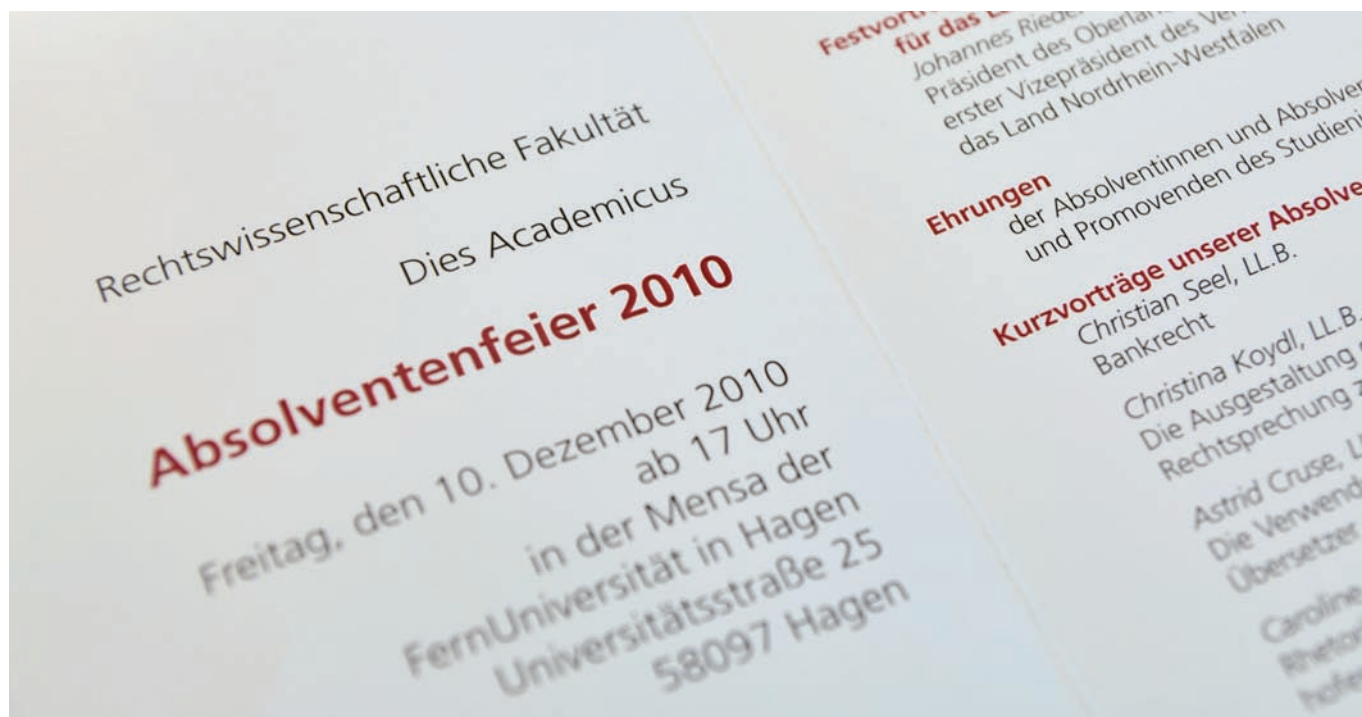 Rechtswissenschaftliche Fakultät
Dies Academicus
Absolventenfeier 2010
Freitag, den 10. Dezember 2010
ab 17 Uhr
in der Mensa der
FernUniversität in Hagen
Universitätsstraße 25
58097 Hagen
für das
Johannes
Präsident des
erster Vizepräsident des
das Land Nordrhein-Westfalen
Ehrungen
der Absolventinnen und
und Promovenden des
Kurzvorträge unserer
Christian Seel, LL.B.
Bankrecht
Christina Koydl, LL.B.
Die Ausgestaltung
Rechtsprechung
Astrid Cruse,
Die
Übersetzer
Caroline